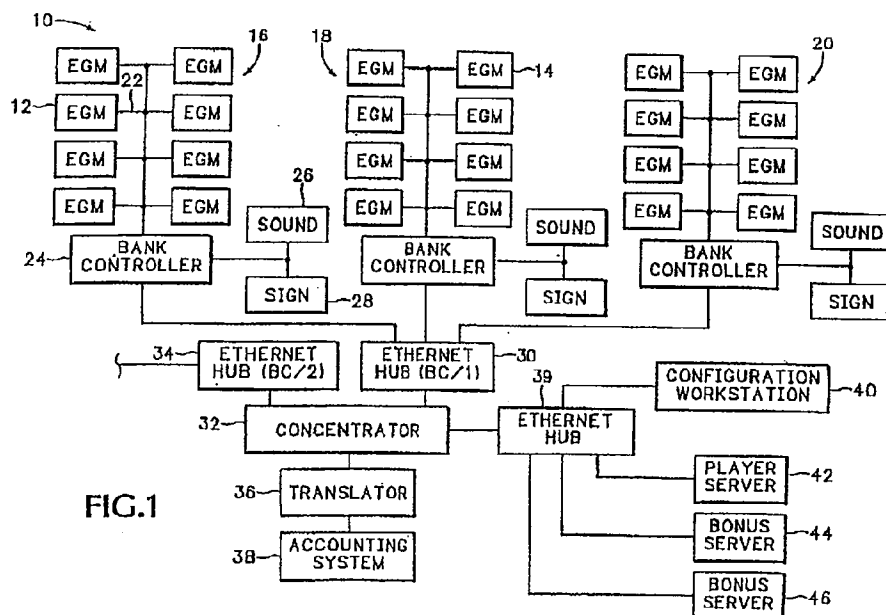 10
16
18
20
EGM EGM EGM EGM EGM EGM
22
14
12
EGM EGM EGM EGM EGM EGM
EGM EGM EGM EGM EGM EGM
26
EGM EGM EGM EGM EGM EGM
SOUND
SOUND
SOUND
24
BANK
CONTROLLER
BANK
CONTROLLER
BANK
CONTROLLER
SIGN
28
SIGN
SIGN
34
ETHERNET
HUB (BC/2)
ETHERNET
HUB (BC/1)
30
39
CONFIGURATION
WORKSTATION
40
32
CONCENTRATOR
ETHERNET
HUB
36
TRANSLATOR
PLAYER
SERVER
42
FIG.1
38
ACCOUNTING
SYSTEM
BONUS
SERVER
44
BONUS
SERVER
46